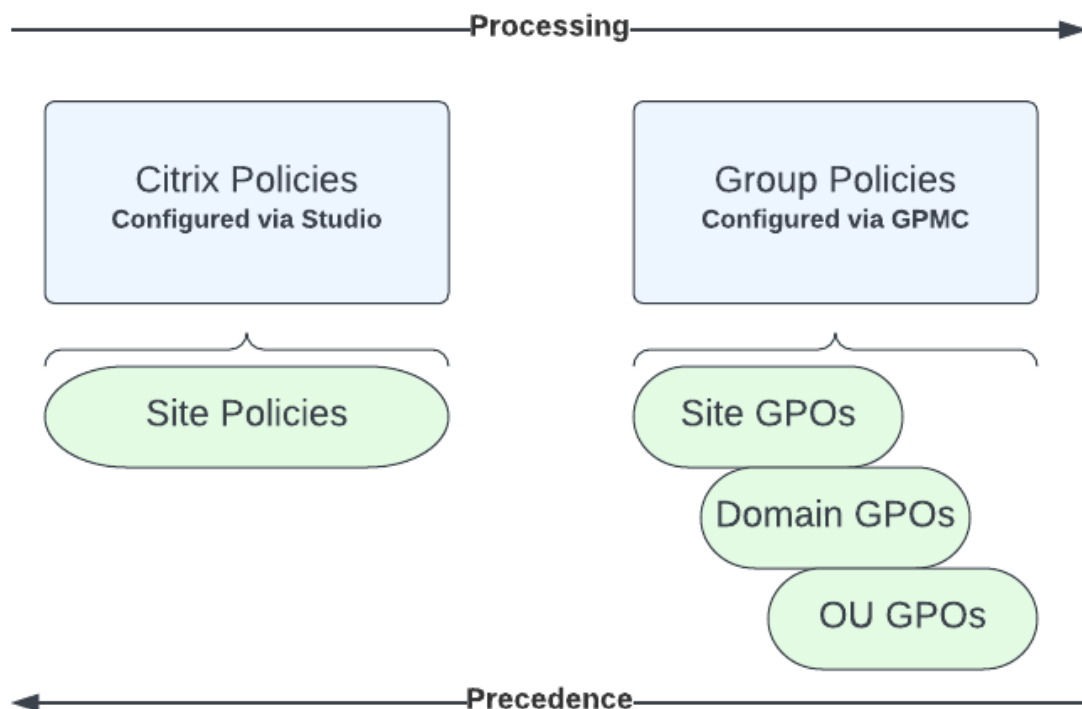 Processing
Citrix Policies
Configured via Studio
Group Policies
Configured via GPMC
Site Policies
Site GPOs
Domain GPOs
OU GPOs
Precedence